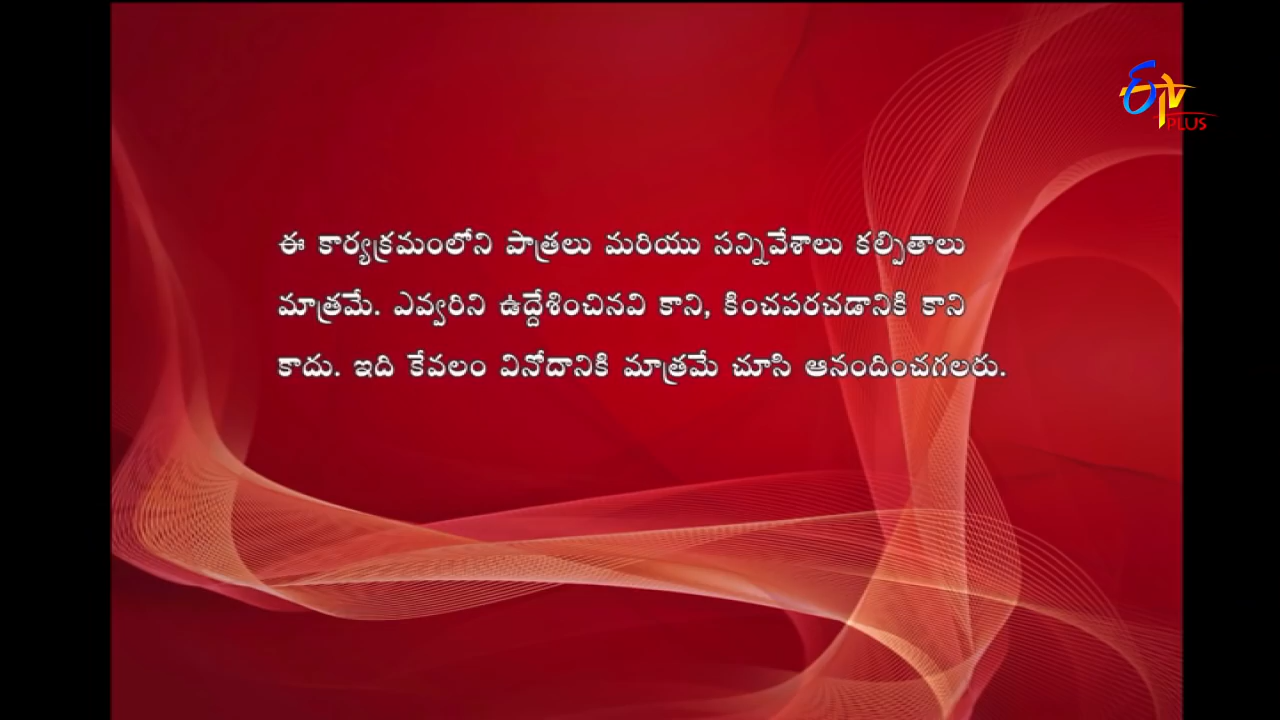 ఈ కార్యక్రమంలోని పాత్రలు మరియు సన్నివేశాలు కల్పితాలు
మాత్రమే. ఎవ్వరిని ఉద్దేశించినవి కాని, కించపరచడానికి కాని
కాదు. ఇది కేవలం వినోదానికి మాత్రమే చూసి ఆనందించగలరు.
ETV
PLUS